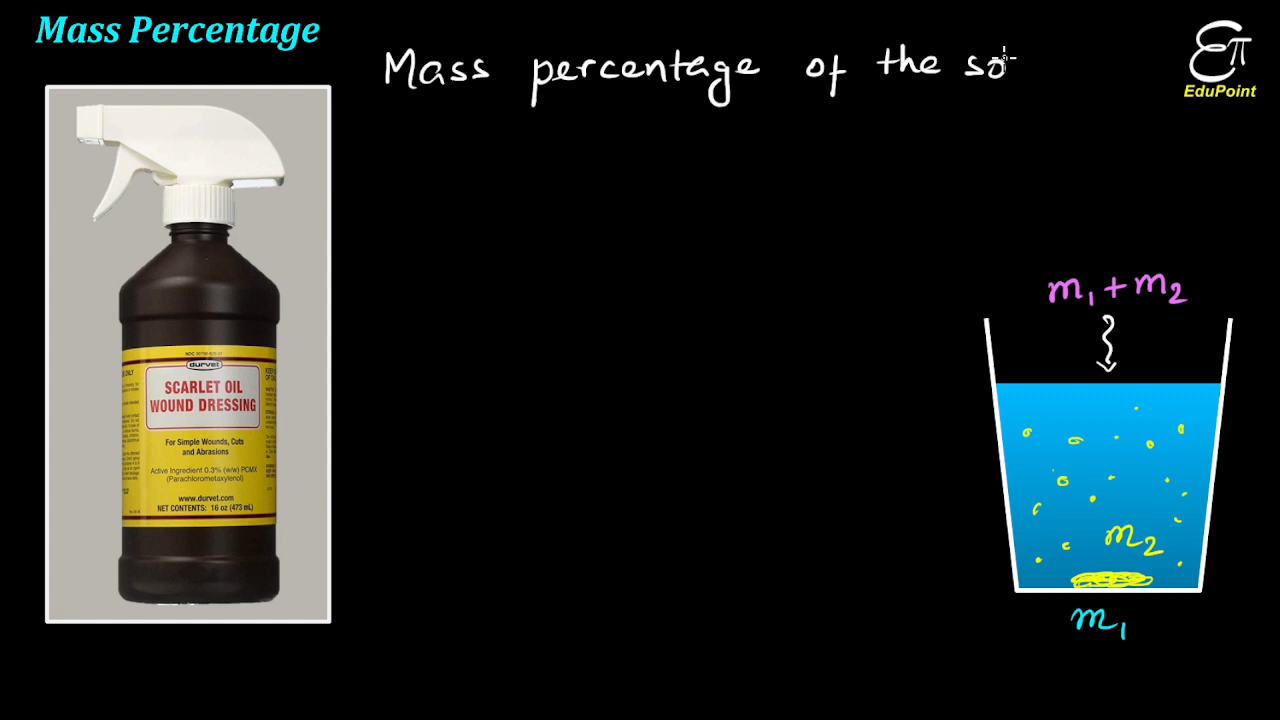 Mass Percentage
Mass percentage of the so
επ
EduPoint
durvet
SCARLET OIL
WOUND DRESSING
For Simple Wounds, Cuts
and Abrasions
Active Ingredient 0.3% (w/w) PCMX
(Parachlorometaxylenol)
www.durvet.com
NET CONTENTS: 16 oz (473 mL)
m₁ + m₂
m₂
m₁